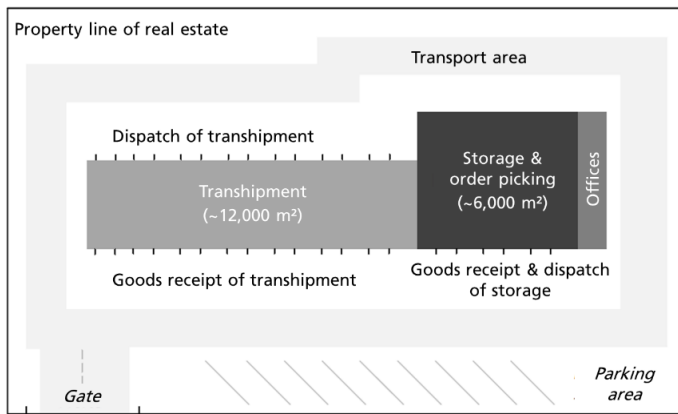 Property line of real estate
Transport area
Dispatch of transhipment
Transhipment
(~12,000 m²)
Storage &
order picking
(~6,000 m²)
Offices
Goods receipt of transhipment
Goods receipt & dispatch
of storage
Gate
Parking
area